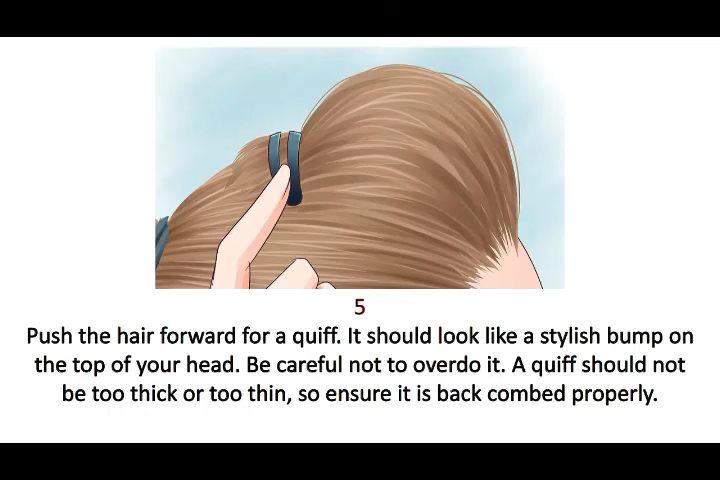 5
Push the hair forward for a quiff. It should look like a stylish bump on
the top of your head. Be careful not to overdo it. A quiff should not
be too thick or too thin, so ensure it is back combed properly.